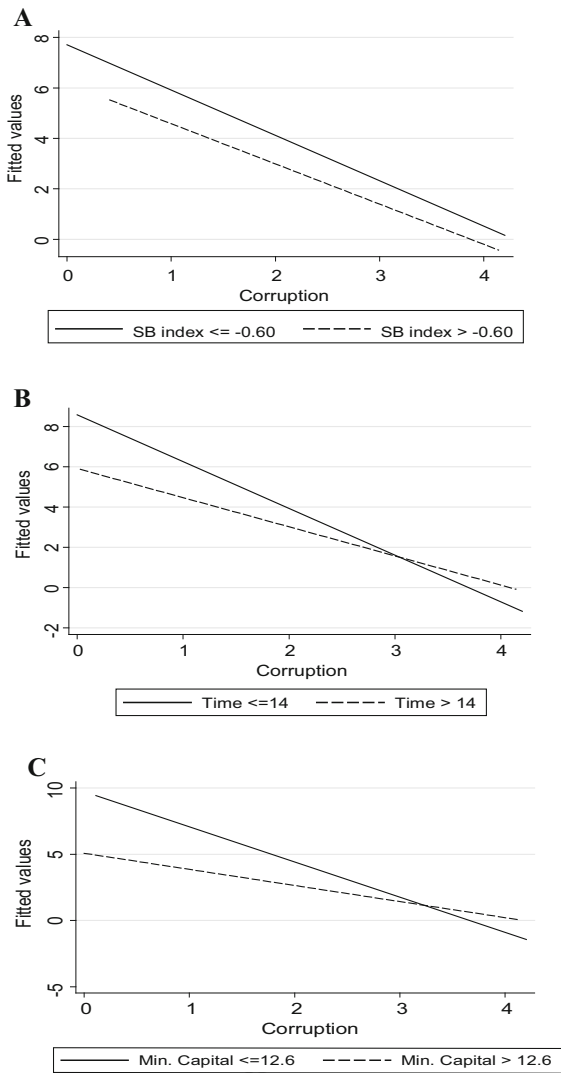 A
8
6
4
2
0
Fitted values
0 1 2 3 4
Corruption
SB index <= -0.60 SB index > -0.60
B
8
6
4
2
0
-2
Fitted values
0 1 2 3 4
Corruption
Time <=14 Time > 14
C
10
5
0
-5
Fitted values
0 1 2 3 4
Corruption
Min. Capital <=12.6 Min. Capital > 12.6